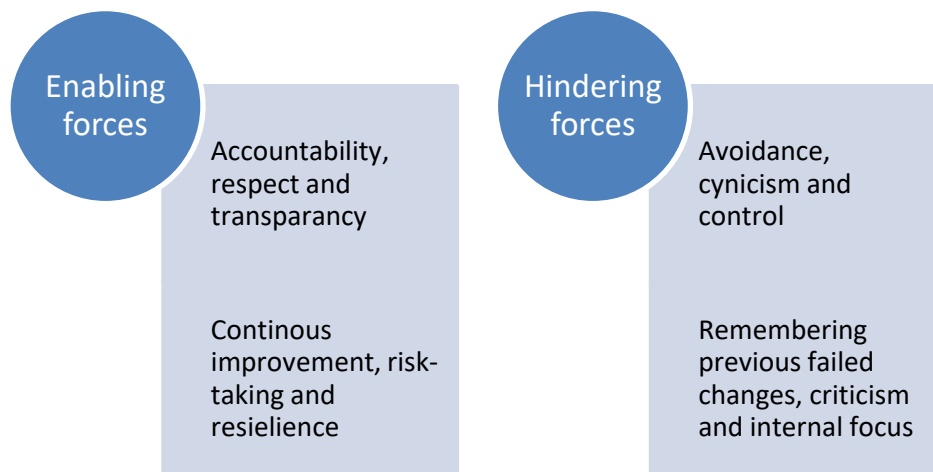 Enabling
forces
Accountability,
respect and
transparancy
Continous
improvement, risk-
taking and
resielience
Hindering
forces
Avoidance,
cynicism and
control
Remembering
previous failed
changes, criticism
and internal focus